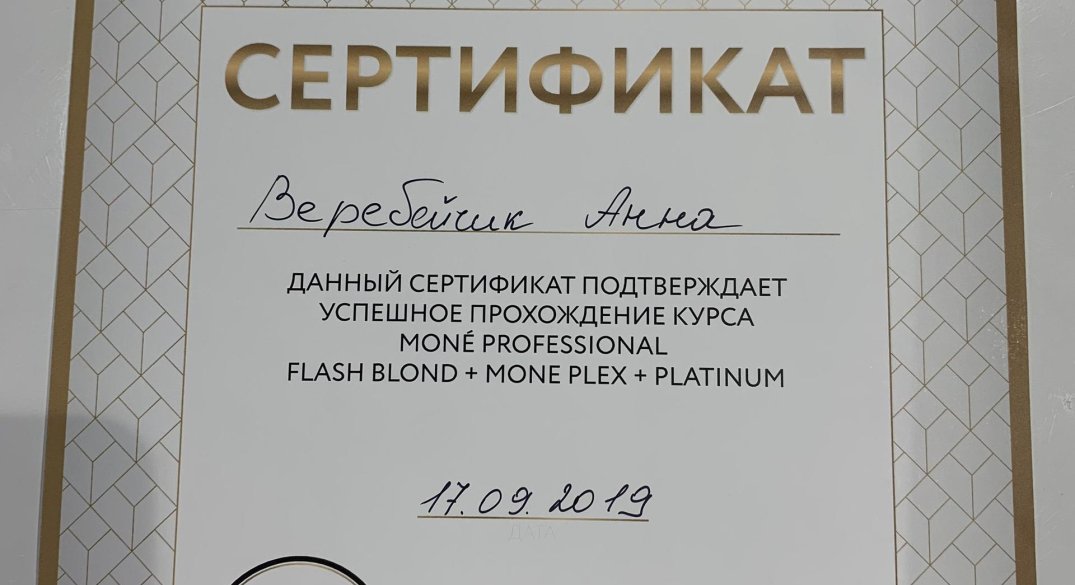 СЕРТИФИКАТ
Веребейчик Анна
ДАННЫЙ СЕРТИФИКАТ ПОДТВЕРЖДАЕТ
УСПЕШНОЕ ПРОХОЖДЕНИЕ КУРСА
MONÉ PROFESSIONAL
FLASH BLOND + MONE PLEX + PLATINUM
17.09.2019
ДАТА